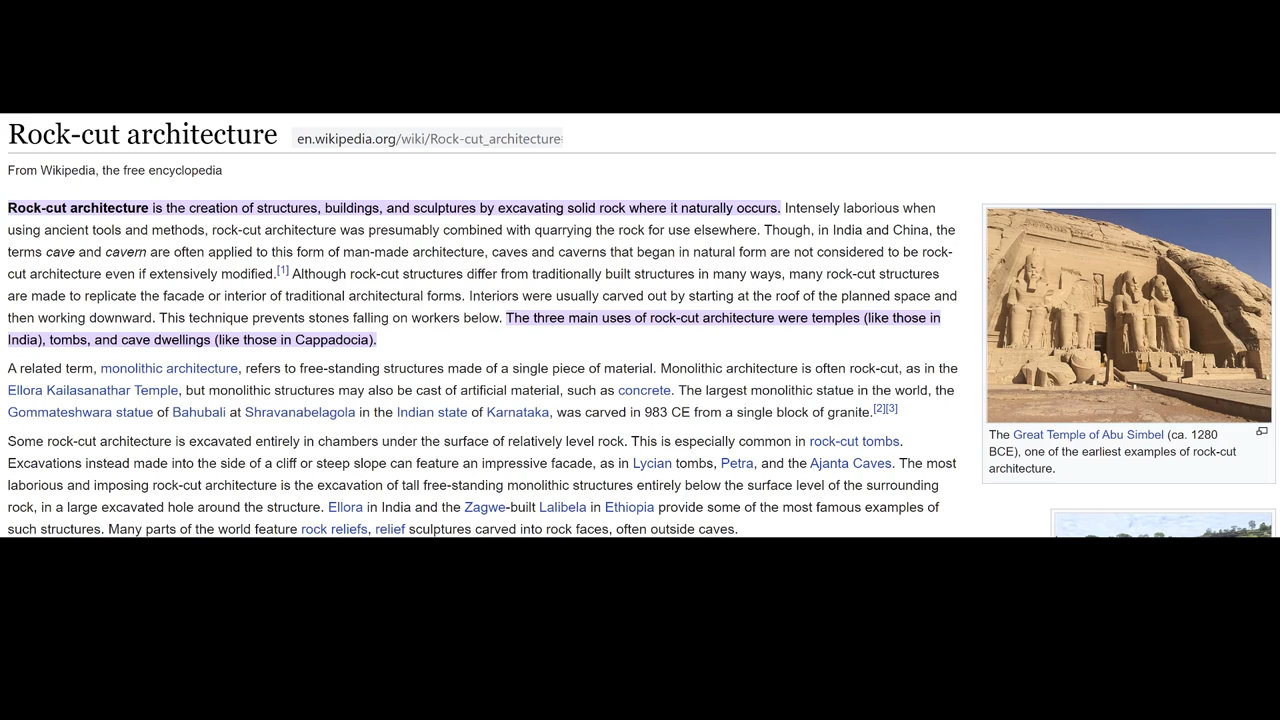 Rock-cut architecture en.wikipedia.org/wiki/Rock-cut_architecture
From Wikipedia, the free encyclopedia
Rock-cut architecture is the creation of structures, buildings, and sculptures by excavating solid rock where it naturally occurs. Intensely laborious when
using ancient tools and methods, rock-cut architecture was presumably combined with quarrying the rock for use elsewhere. Though, in India and China, the
terms cave and cavern are often applied to this form of man-made architecture, caves and caverns that began in natural form are not considered to be rock-
cut architecture even if extensively modified.[1] Although rock-cut structures differ from traditionally built structures in many ways, many rock-cut structures
are made to replicate the facade or interior of traditional architectural forms. Interiors were usually carved out by starting at the roof of the planned space and
then working downward. This technique prevents stones falling on workers below. The three main uses of rock-cut architecture were temples (like those in
India), tombs, and cave dwellings (like those in Cappadocia).
A related term, monolithic architecture, refers to free-standing structures made of a single piece of material. Monolithic architecture is often rock-cut, as in the
Ellora Kailasanathar Temple, but monolithic structures may also be cast of artificial material, such as concrete. The largest monolithic statue in the world, the
Gommateshwara statue of Bahubali at Shravanabelagola in the Indian state of Karnataka, was carved in 983 CE from a single block of granite.[2][3]
Some rock-cut architecture is excavated entirely in chambers under the surface of relatively level rock. This is especially common in rock-cut tombs.
Excavations instead made into the side of a cliff or steep slope can feature an impressive facade, as in Lycian tombs, Petra, and the Ajanta Caves. The most
laborious and imposing rock-cut architecture is the excavation of tall free-standing monolithic structures entirely below the surface level of the surrounding
rock, in a large excavated hole around the structure. Ellora in India and the Zagwe-built Lalibela in Ethiopia provide some of the most famous examples of
such structures. Many parts of the world feature rock reliefs, relief sculptures carved into rock faces, often outside caves.
The Great Temple of Abu Simbel (ca. 1280
BCE), one of the earliest examples of rock-cut
architecture.